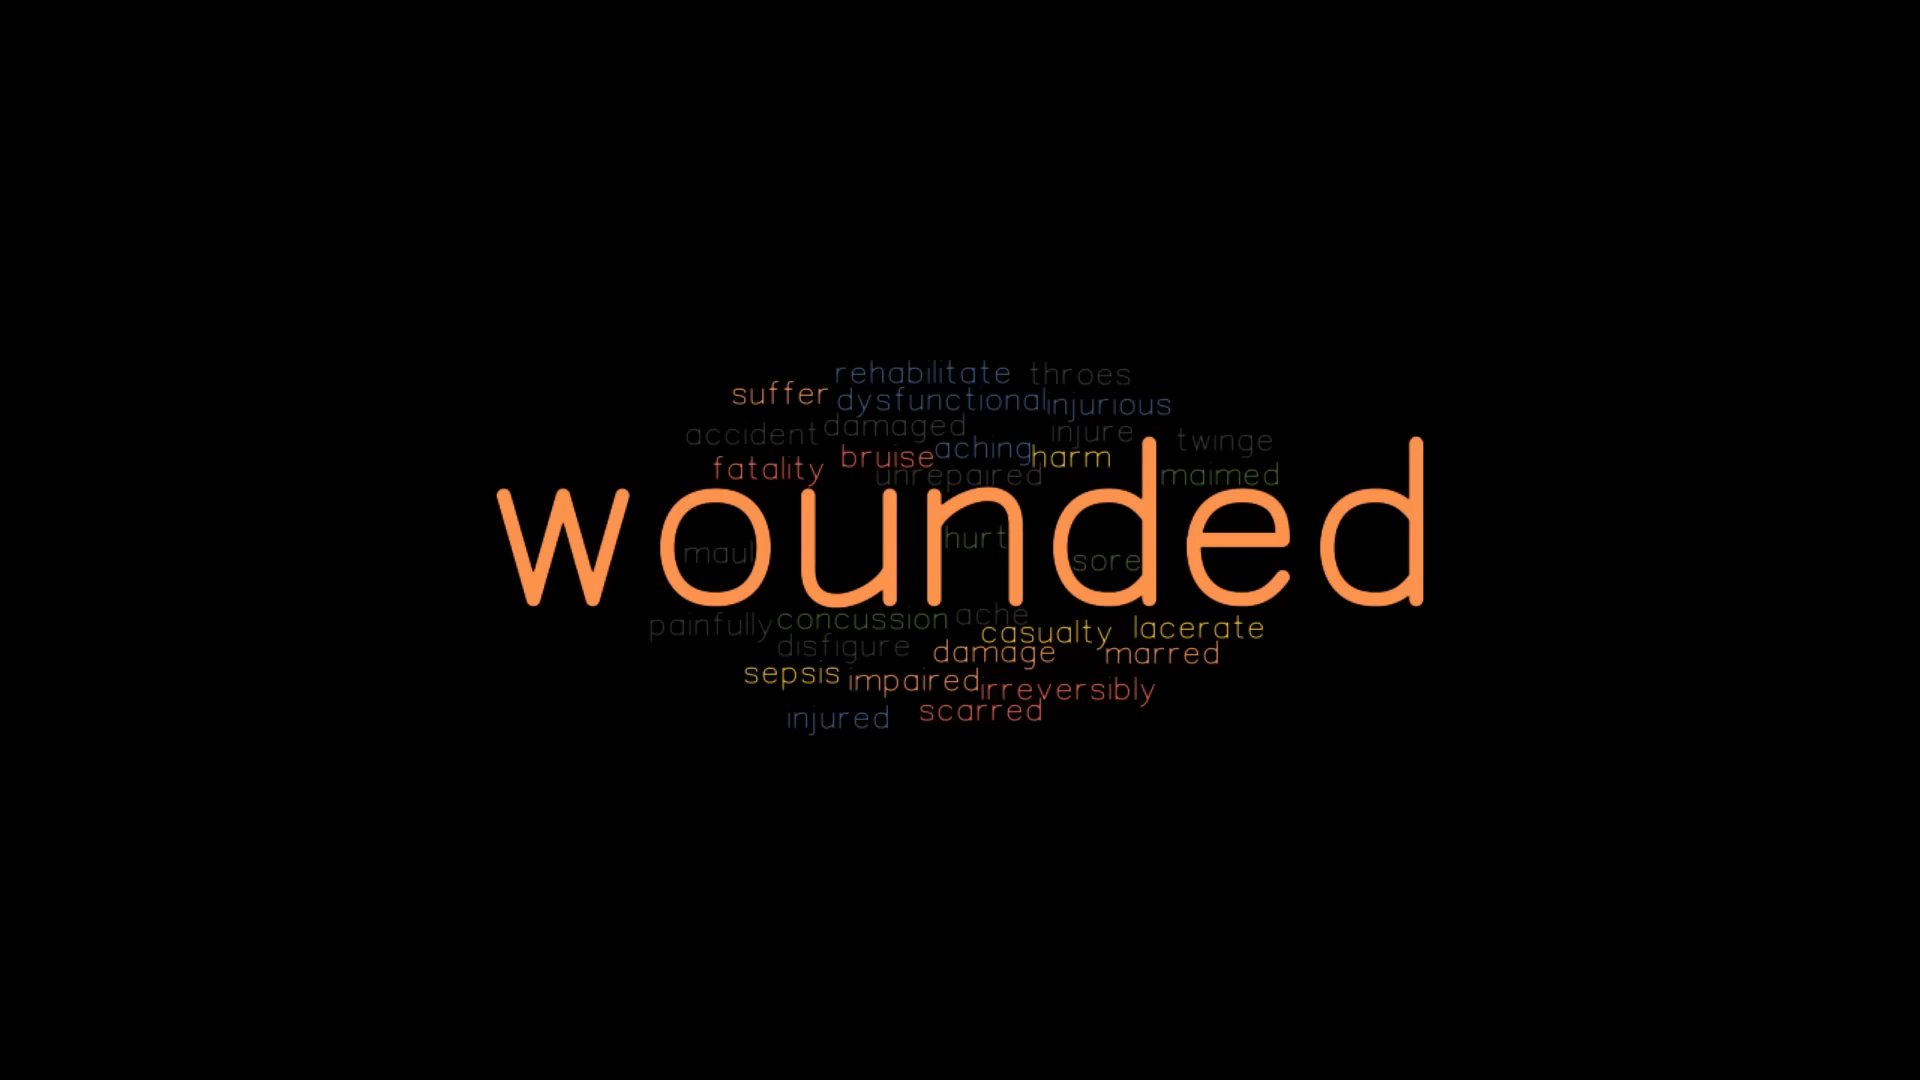 rehabilitate throes
suffer dysfunctional injurious
accident damaged injure twinge
fatality bruise aching harm
unrepaired maimed
wounded
maul hurt sore
painfully concussion ache casualty lacerate
disfigure damage marred
sepsis impaired irreversibly
injured scarred